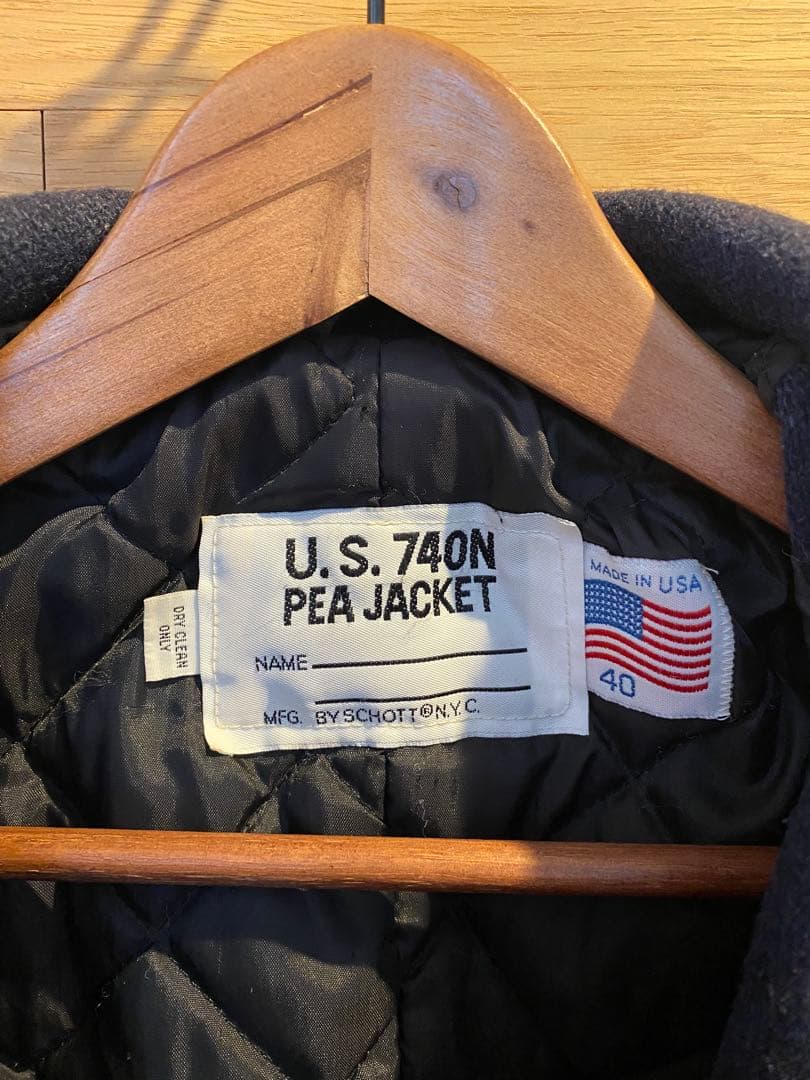 U.S. 740N
PEA JACKET
NAME
MFG. BY SCHOTT® N.Y.C.
DRY CLEAN
ONLY
MADE IN USA
40